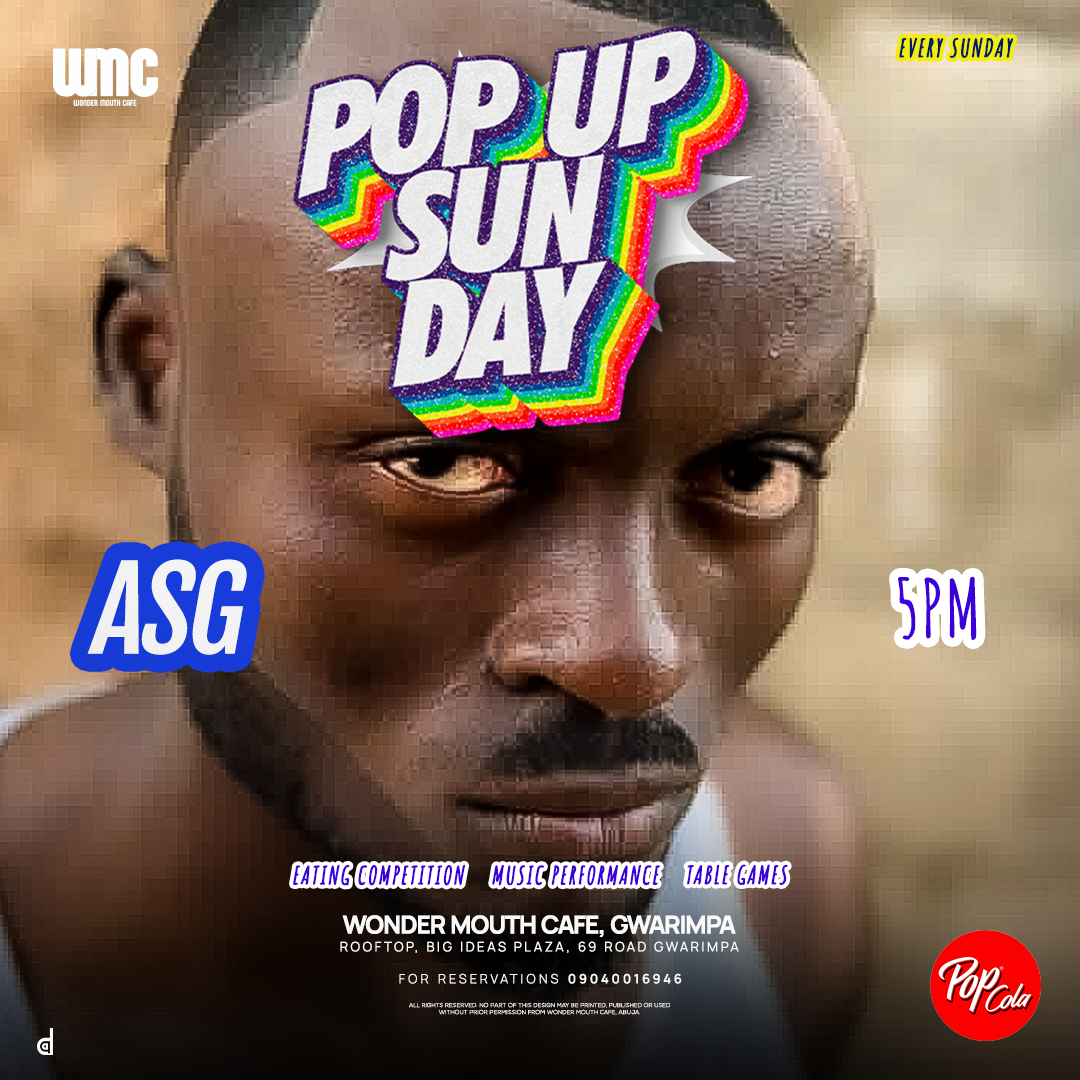 wmc
WONDER MOUTH CAFE
EVERY SUNDAY
POP UP
SUN
DAY
ASG
5PM
EATING COMPETITION MUSIC PERFORMANCE TABLE GAMES
WONDER MOUTH CAFE, GWARIMPA
ROOFTOP, BIG IDEAS PLAZA, 69 ROAD GWARIMPA
FOR RESERVATIONS 09040016946
ALL RIGHTS RESERVED. NO PART OF THIS DESIGN MAY BE PRINTED, PUBLISHED OR USED
WITHOUT PRIOR PERMISSION FROM WONDER MOUTH CAFE, ABUJA.
Pop Cola